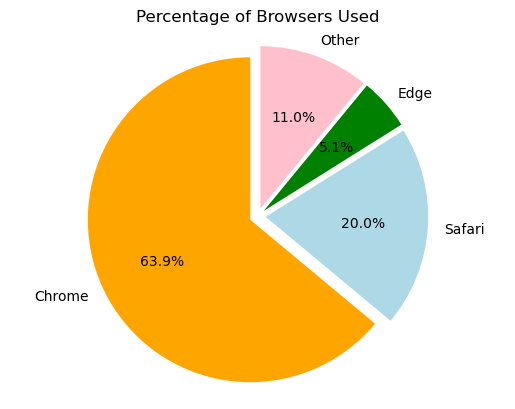 Percentage of Browsers Used
Other
Edge
11.0%
5.1%
20.0%
Safari
63.9%
Chrome